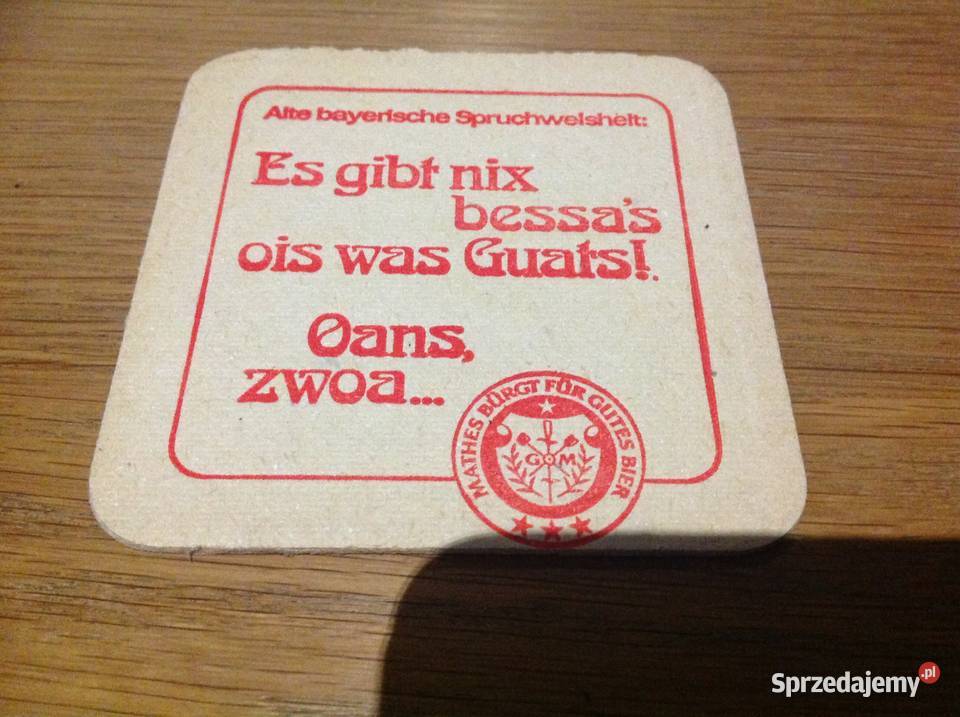 Alte bayerische Spruchweisheit:
Es gibt nix
bessa's
ois was Guats!.
Oans,
zwoa...
MATHES BÜRGT FÜR GUTES BIER
G M
Sprzedajemy.pl